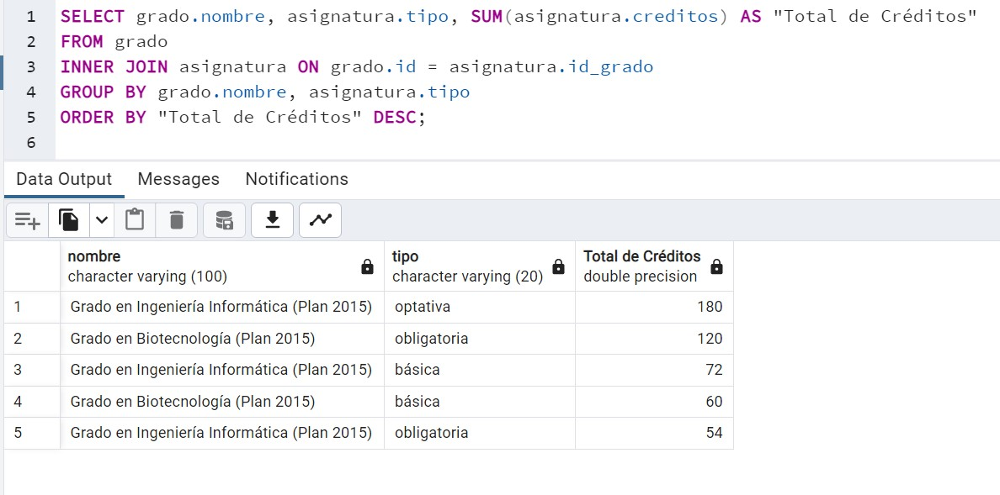 1 SELECT grado.nombre, asignatura.tipo, SUM(asignatura.creditos) AS "Total de Créditos"
2 FROM grado
3 INNER JOIN asignatura ON grado.id = asignatura.id_grado
4 GROUP BY grado.nombre, asignatura.tipo
5 ORDER BY "Total de Créditos" DESC;
6
Data Output Messages Notifications
nombre tipo Total de Créditos
character varying (100) character varying (20) double precision
1 Grado en Ingeniería Informática (Plan 2015) optativa 180
2 Grado en Biotecnología (Plan 2015) obligatoria 120
3 Grado en Ingeniería Informática (Plan 2015) básica 72
4 Grado en Biotecnología (Plan 2015) básica 60
5 Grado en Ingeniería Informática (Plan 2015) obligatoria 54